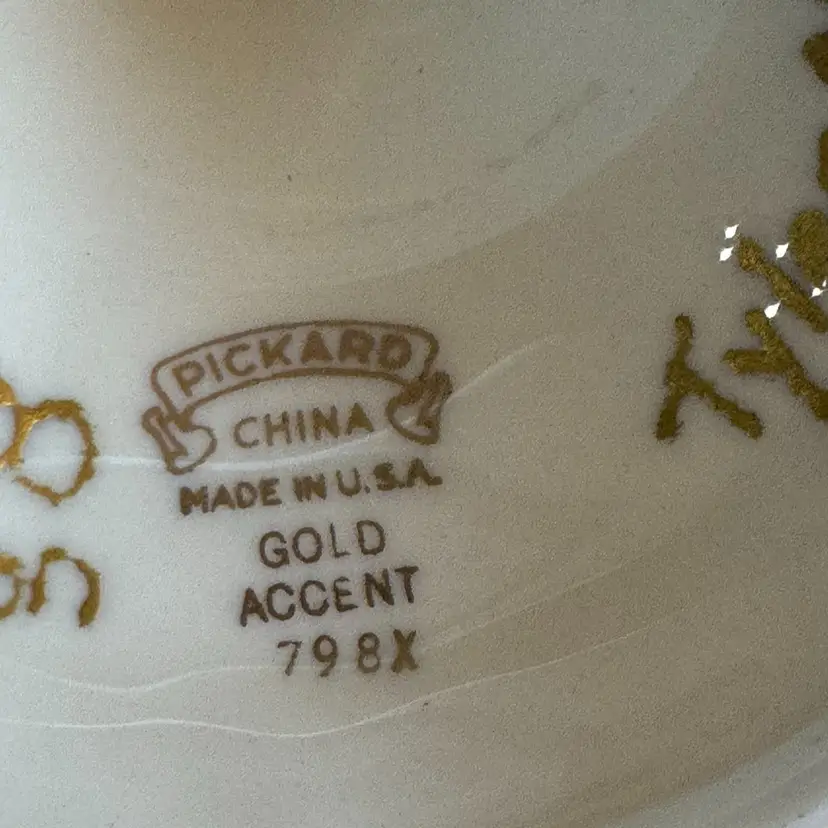 PICKARD
CHINA
MADE IN U.S.A.
GOLD
ACCENT
798X